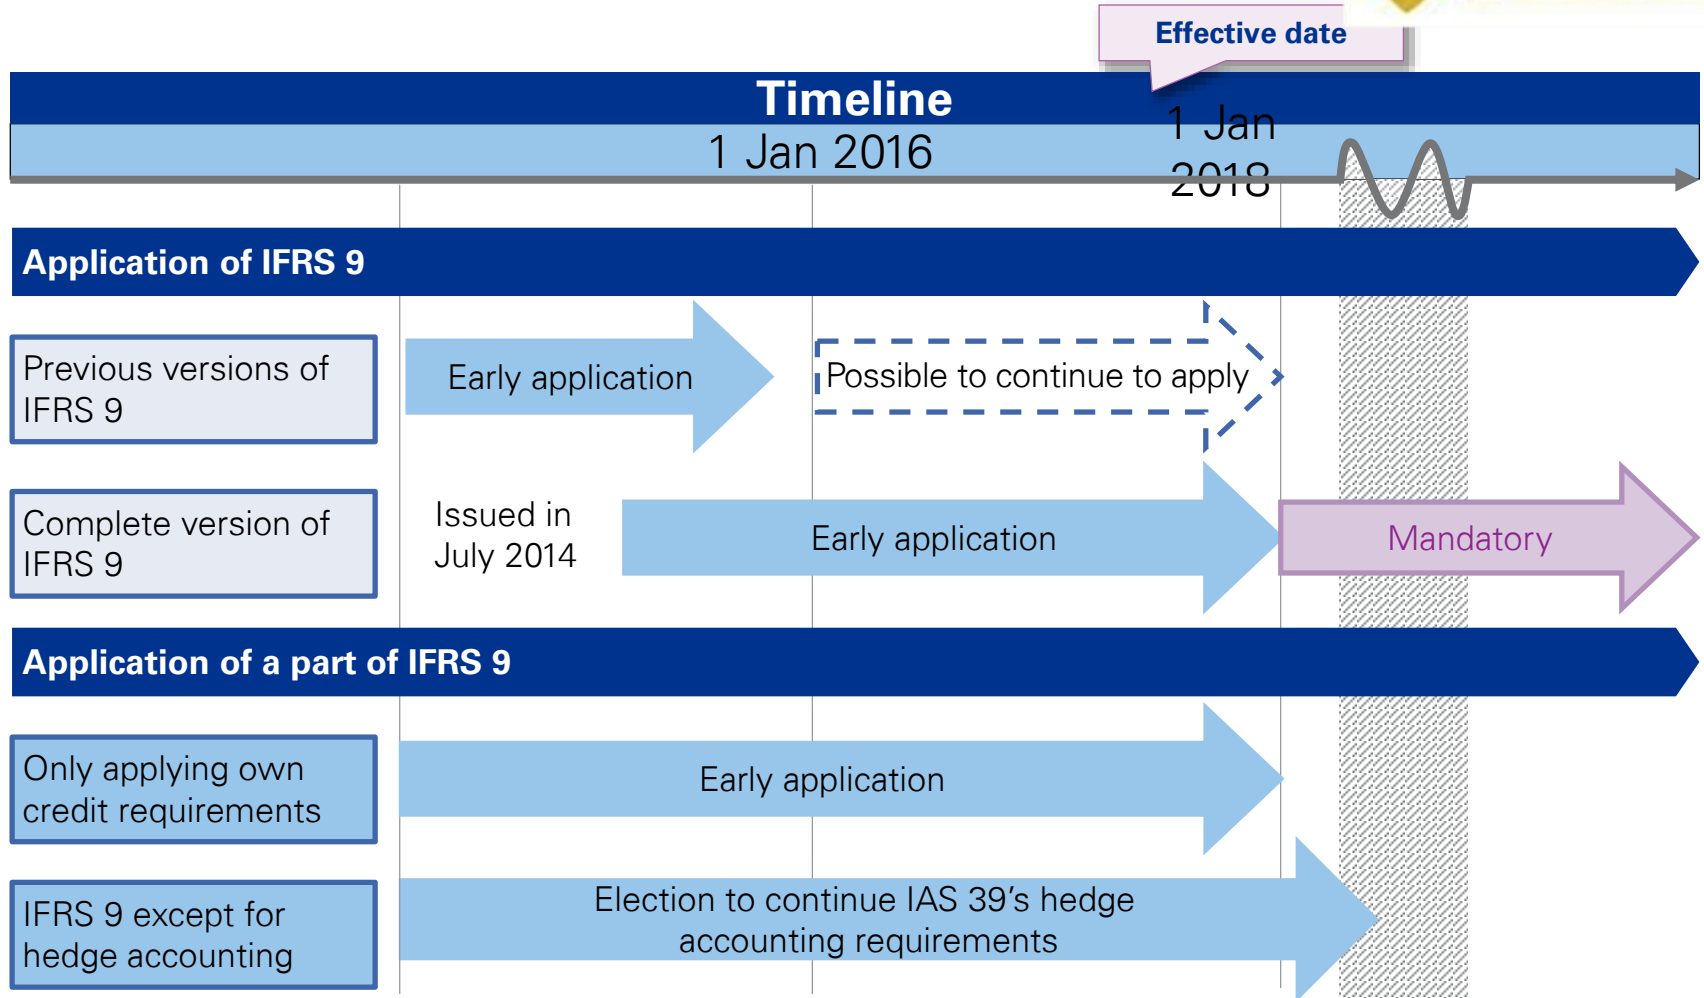 Effective date
Timeline
1 Jan 2016
1 Jan
2018
Application of IFRS 9
Previous versions of
IFRS 9
Early application
Possible to continue to apply
Complete version of
IFRS 9
Issued in
July 2014
Early application
Mandatory
Application of a part of IFRS 9
Only applying own
credit requirements
Early application
IFRS 9 except for
hedge accounting
Election to continue IAS 39’s hedge
accounting requirements